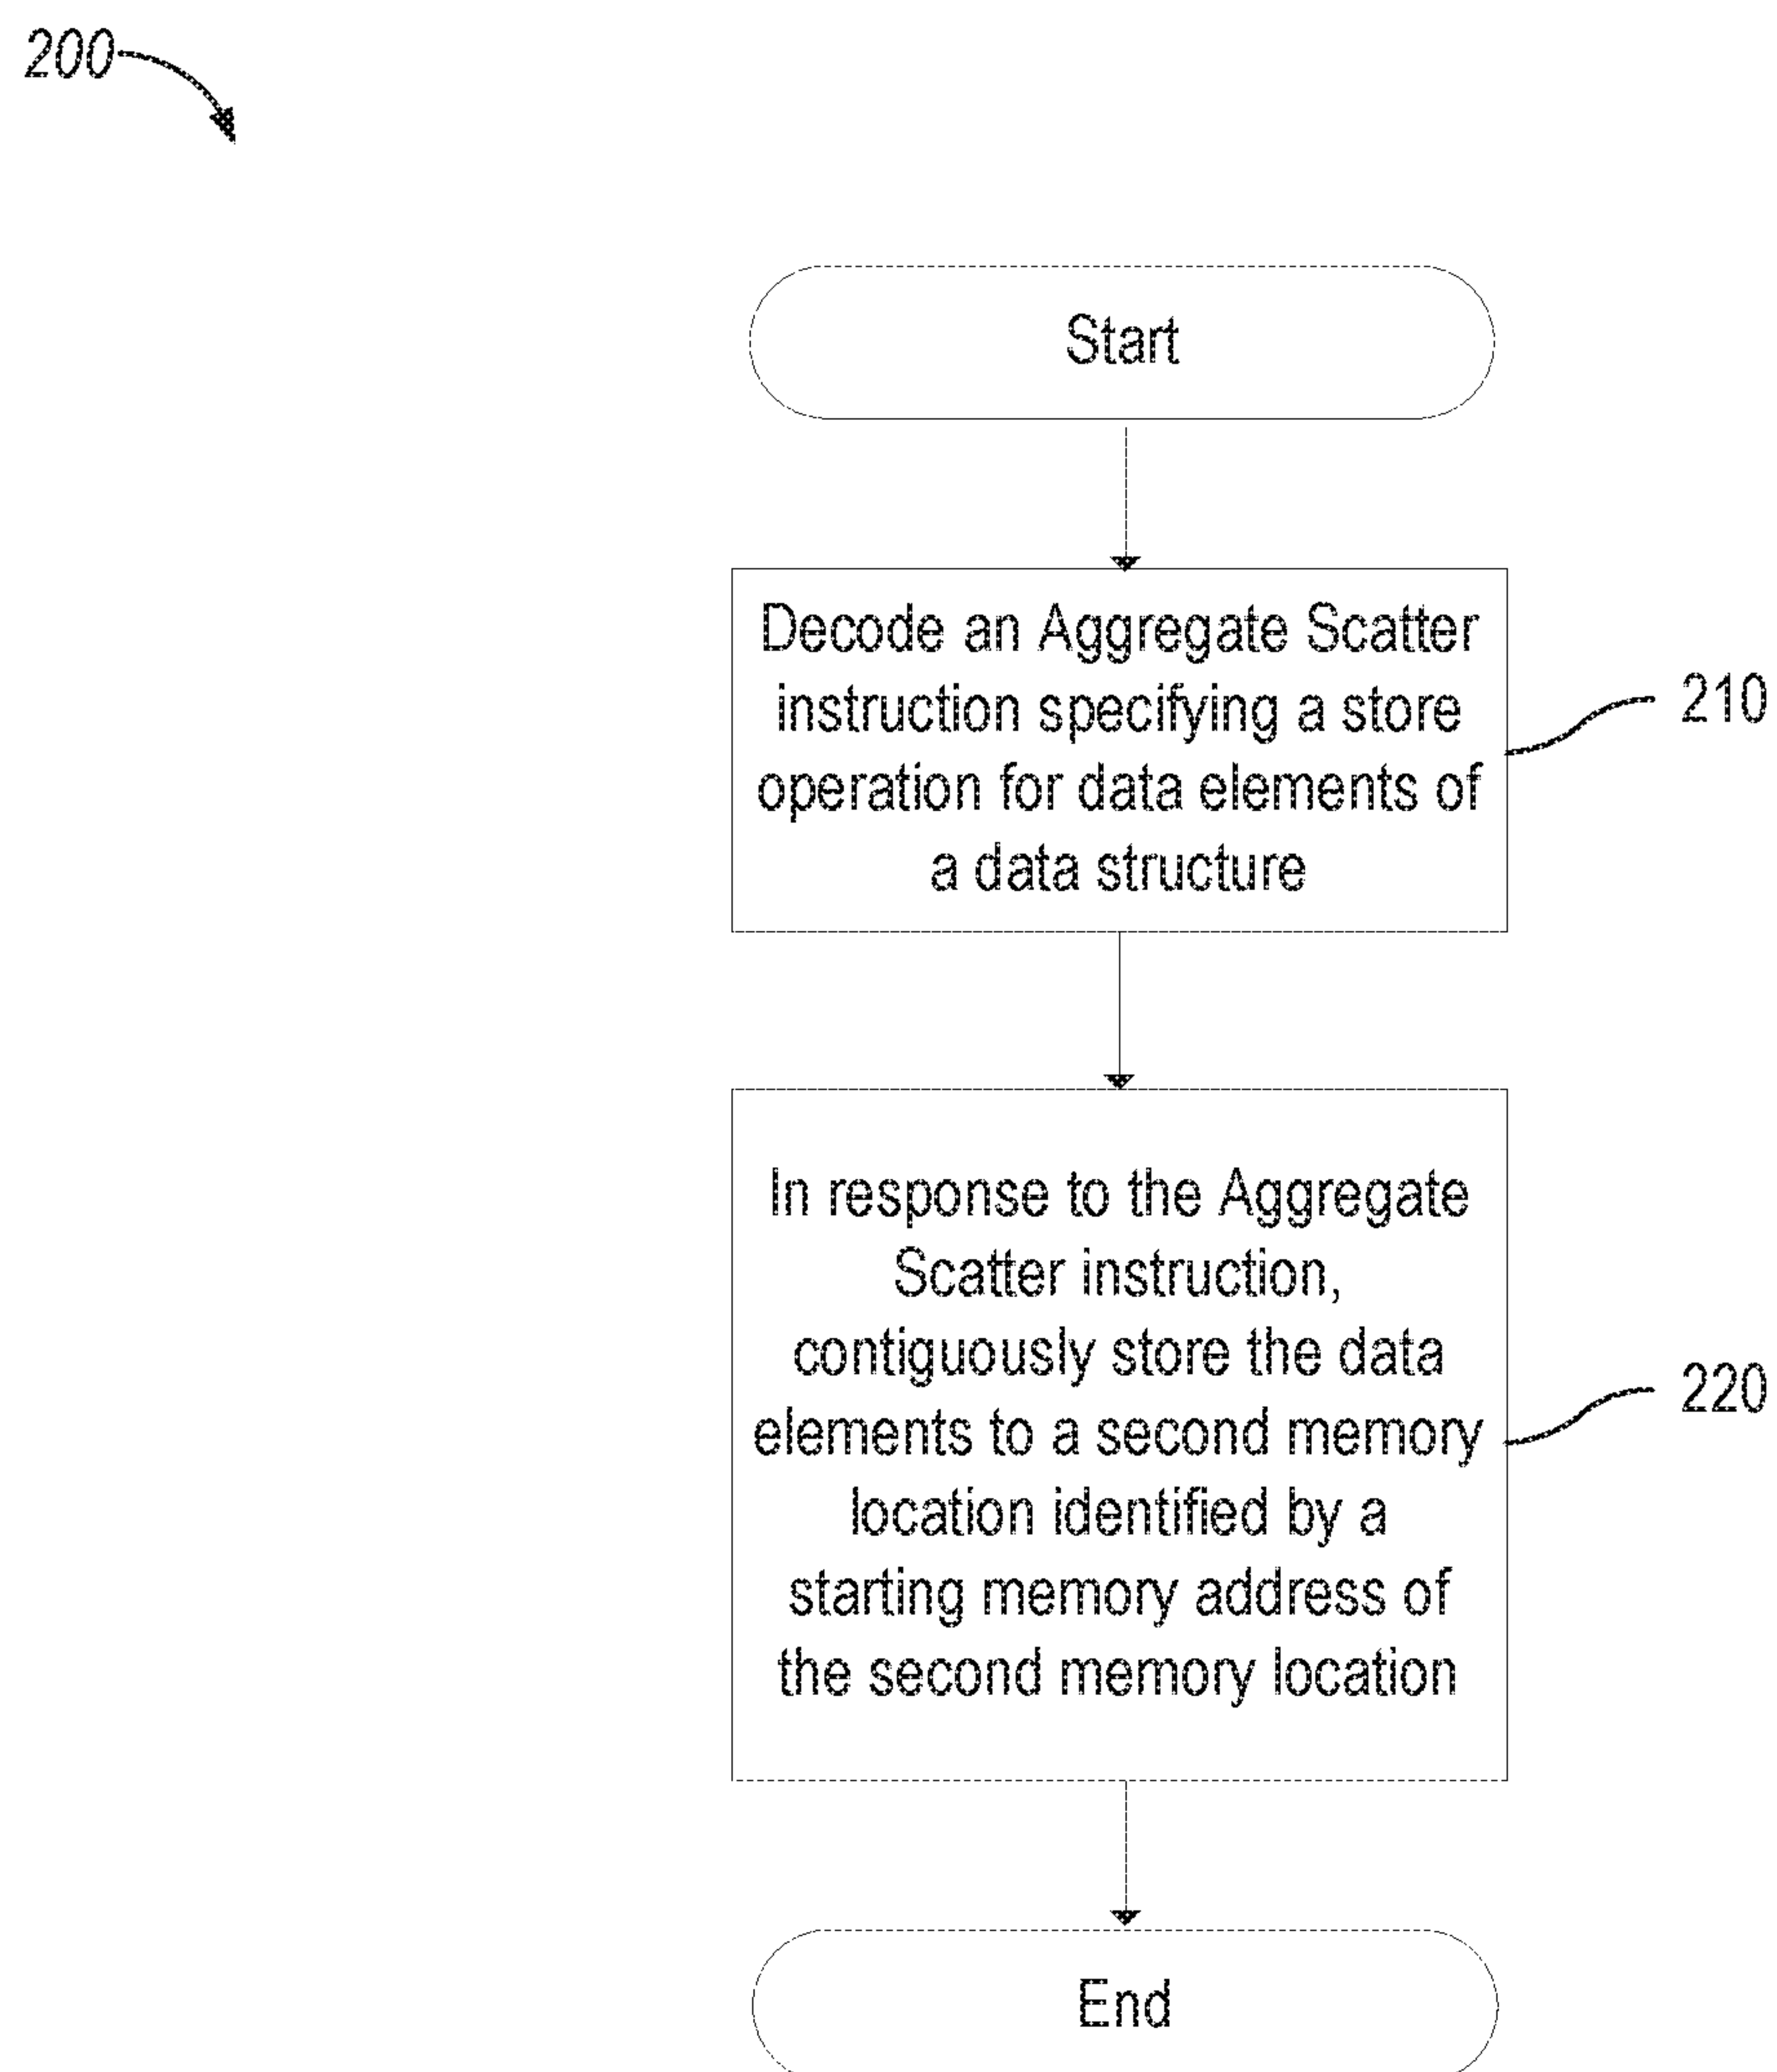 200
Start
Decode an Aggregate Scatter
instruction specifying a store
operation for data elements of
a data structure
210
In response to the Aggregate
Scatter instruction,
contiguously store the data
elements to a second memory
location identified by a
starting memory address of
the second memory location
220
End